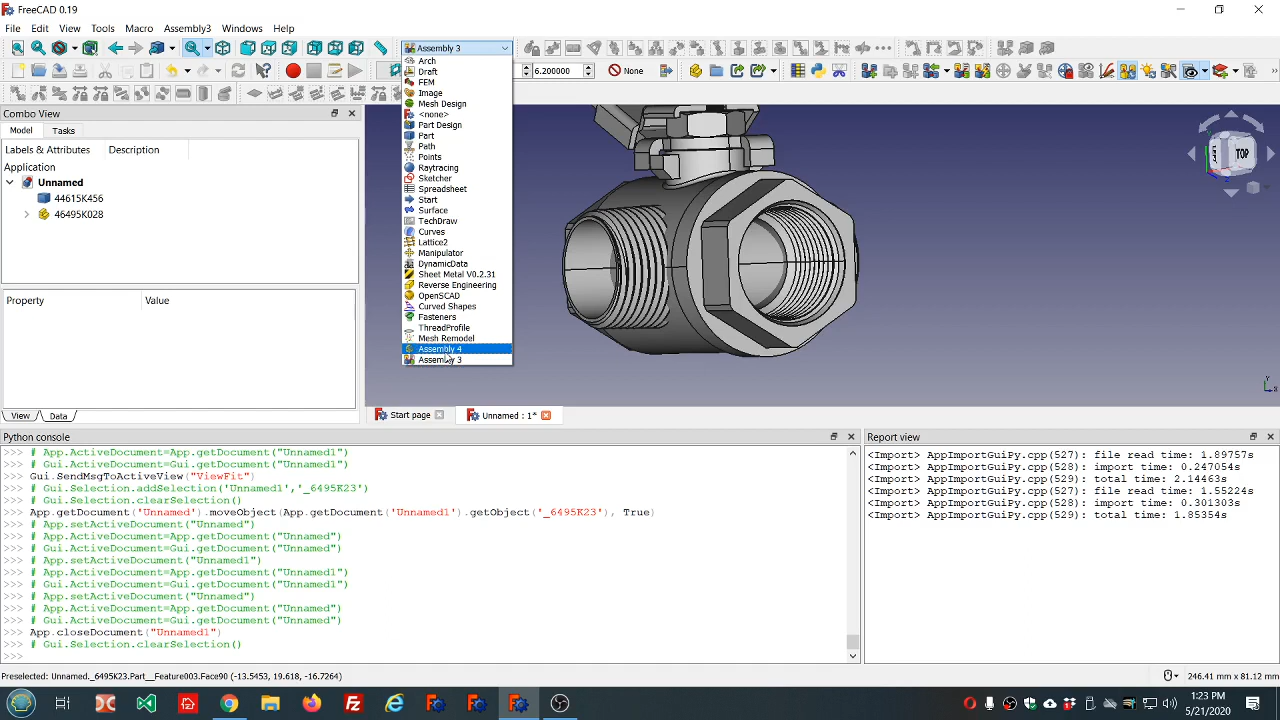 FreeCAD 0.19
File Edit View Tools Macro Assembly3 Windows Help
Assembly 3
Arch
Draft
FEM
Image
Mesh Design
<none>
Part Design
Part
Path
Points
Raytracing
Sketcher
Spreadsheet
Start
Surface
TechDraw
Curves
Lattice2
Manipulator
DynamicData
Sheet Metal V0.2.31
Reverse Engineering
OpenSCAD
Curved Shapes
Fasteners
ThreadProfile
Mesh Remodel
Assembly 4
Assembly 3
6.200000
None
Combo View
Model Tasks
Labels & Attributes Description
Application
Unnamed
44615K456
46495K028
Property Value
View Data
TOP
Start page
Unnamed : 1*
Python console
>>> # App.ActiveDocument=App.getDocument("Unnamed1")
>>> # Gui.ActiveDocument=Gui.getDocument("Unnamed1")
>>> Gui.SendMsgToActiveView("ViewFit")
>>> # Gui.Selection.addSelection('Unnamed1','_6495K23')
>>> # Gui.Selection.clearSelection()
>>> App.getDocument('Unnamed').moveObject(App.getDocument('Unnamed1').getObject('_6495K23'), True)
>>> # App.setActiveDocument("Unnamed")
>>> # App.ActiveDocument=App.getDocument("Unnamed")
>>> # Gui.ActiveDocument=Gui.getDocument("Unnamed")
>>> # App.setActiveDocument("Unnamed1")
>>> # App.ActiveDocument=App.getDocument("Unnamed1")
>>> # Gui.ActiveDocument=Gui.getDocument("Unnamed1")
>>> # App.setActiveDocument("Unnamed")
>>> # App.ActiveDocument=App.getDocument("Unnamed")
>>> # Gui.ActiveDocument=Gui.getDocument("Unnamed")
>>> App.closeDocument("Unnamed1")
>>> # Gui.Selection.clearSelection()
>>>
Report view
<Import> AppImportGuiPy.cpp(527): file read time: 1.89757s
<Import> AppImportGuiPy.cpp(528): import time: 0.247054s
<Import> AppImportGuiPy.cpp(529): total time: 2.14463s
<Import> AppImportGuiPy.cpp(527): file read time: 1.55224s
<Import> AppImportGuiPy.cpp(528): import time: 0.301303s
<Import> AppImportGuiPy.cpp(529): total time: 1.85354s
Preselected: Unnamed._6495K23.Part__Feature003.Face90 (-13.5453, 19.618, -16.7264)
246.41 mm x 81.12 mm
1:23 PM
5/21/2020